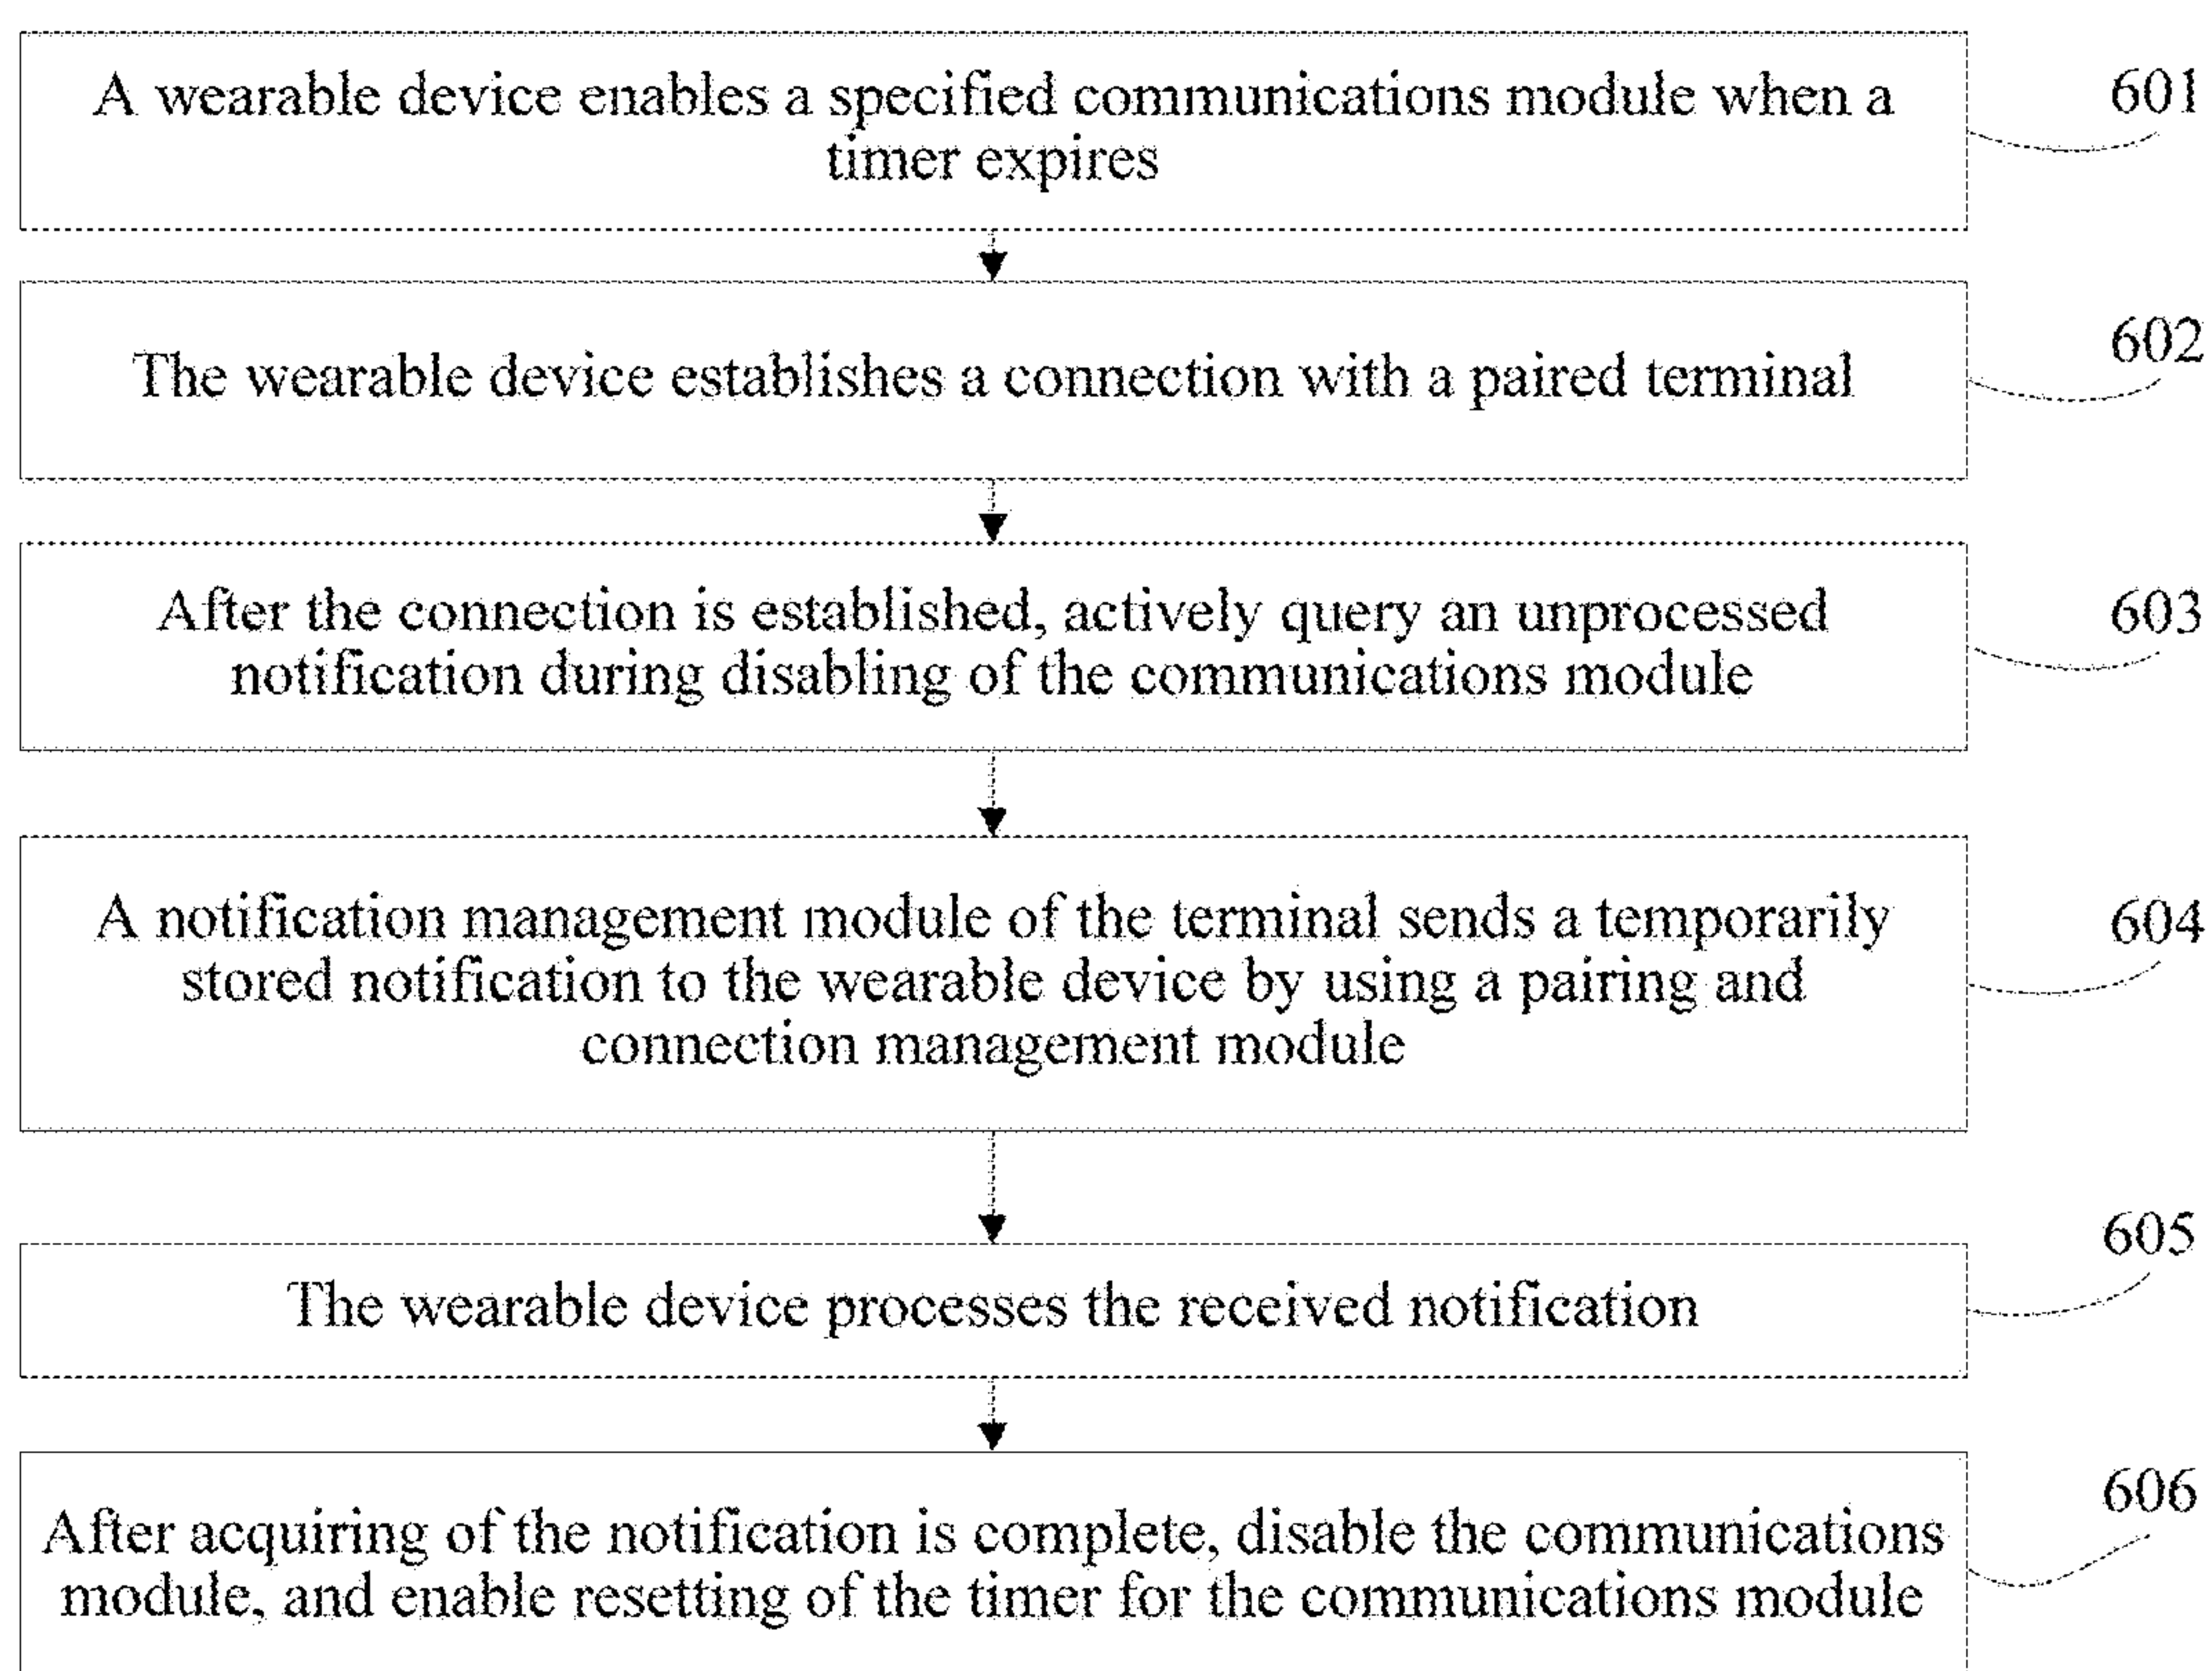 A wearable device enables a specified communications module when a
timer expires
601
The wearable device establishes a connection with a paired terminal
602
After the connection is established, actively query an unprocessed
notification during disabling of the communications module
603
A notification management module of the terminal sends a temporarily
stored notification to the wearable device by using a pairing and
connection management module
604
The wearable device processes the received notification
605
After acquiring of the notification is complete, disable the communications
module, and enable resetting of the timer for the communications module
606